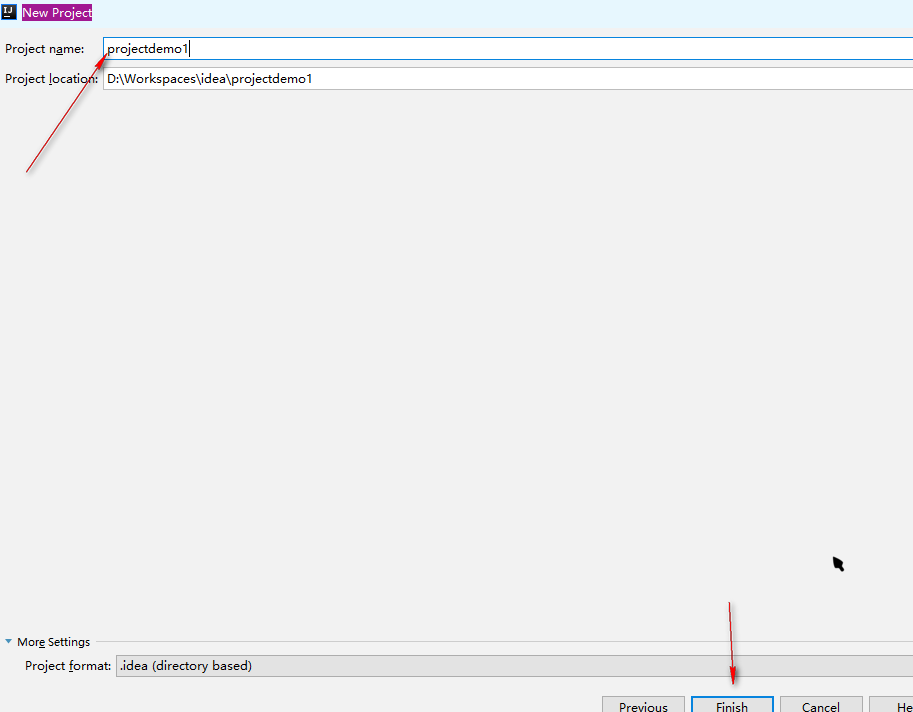 IJ New Project
Project name: projectdemo1
Project location: D:\Workspaces\idea\projectdemo1
More Settings
Project format: .idea (directory based)
Previous Finish Cancel He